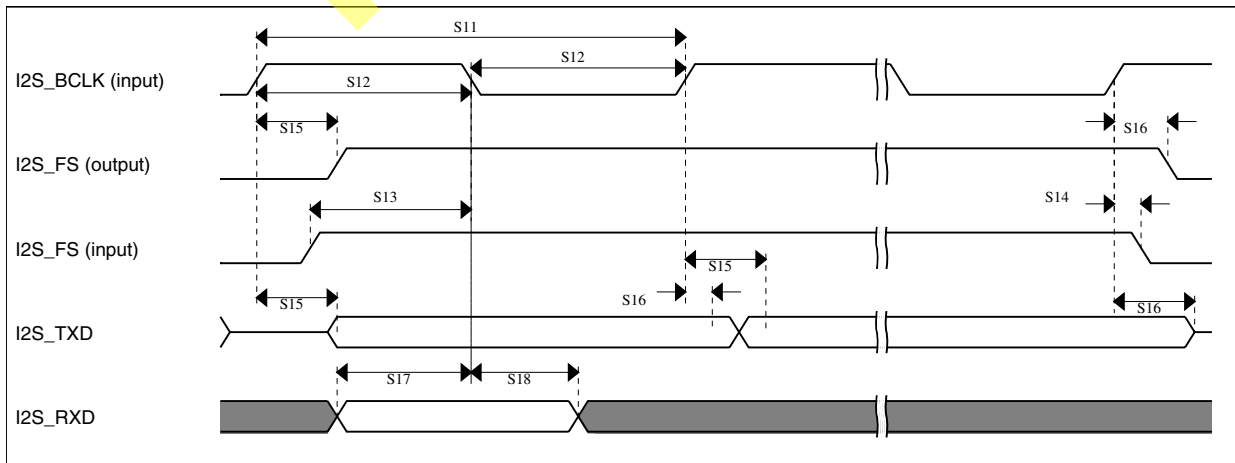 S11
I2S_BCLK (input)
S12
S12
S15
S16
I2S_FS (output)
S13
S14
I2S_FS (input)
S15
S15
S16
S16
I2S_TXD
S17
S18
I2S_RXD